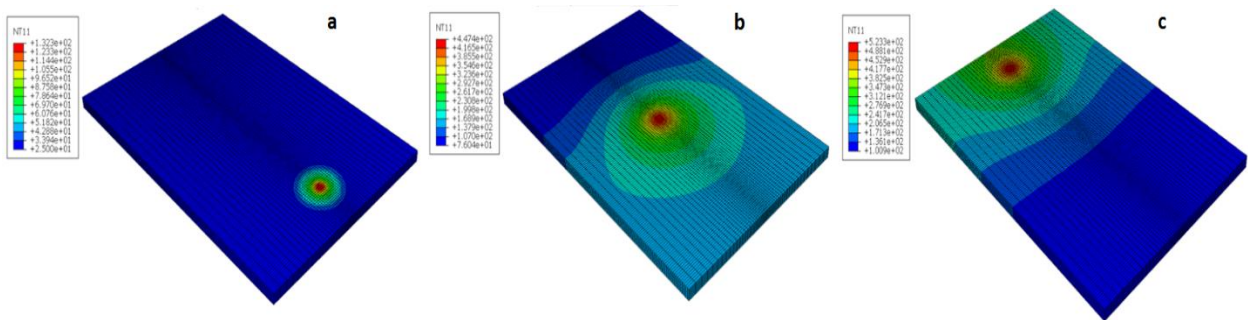 a
NT11
+1.323e+02
+1.233e+02
+1.144e+02
+1.055e+02
+9.652e+01
+8.758e+01
+7.864e+01
+6.970e+01
+6.076e+01
+5.182e+01
+4.288e+01
+3.394e+01
+2.500e+01
b
NT11
+4.474e+02
+4.165e+02
+3.855e+02
+3.546e+02
+3.236e+02
+2.927e+02
+2.617e+02
+2.308e+02
+1.998e+02
+1.689e+02
+1.379e+02
+1.070e+02
+7.604e+01
c
NT11
+5.233e+02
+4.881e+02
+4.529e+02
+4.177e+02
+3.825e+02
+3.473e+02
+3.121e+02
+2.769e+02
+2.417e+02
+2.065e+02
+1.713e+02
+1.361e+02
+1.009e+02